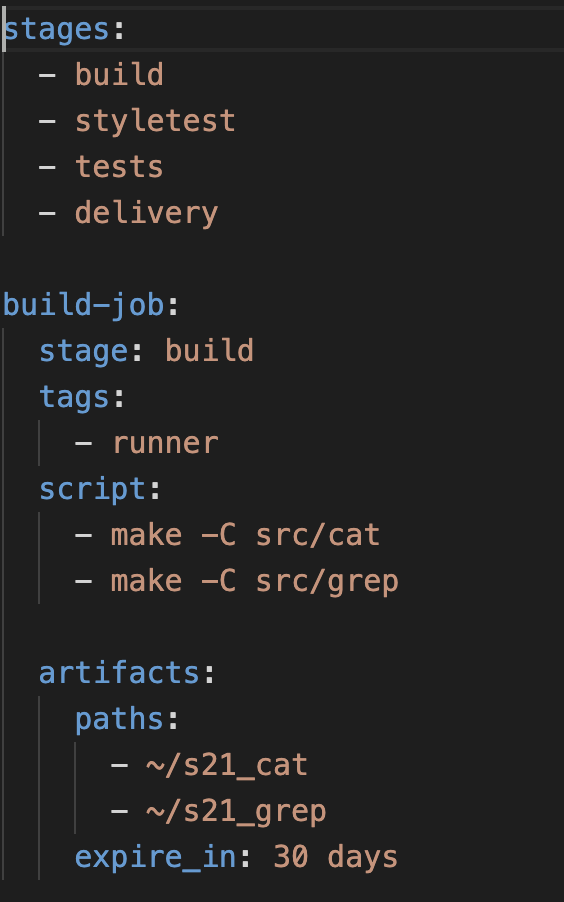 stages:
  - build
  - styletest
  - tests
  - delivery

build-job:
  stage: build
  tags:
    - runner
  script:
    - make -C src/cat
    - make -C src/grep

  artifacts:
    paths:
      - ~/s21_cat
      - ~/s21_grep
    expire_in: 30 days